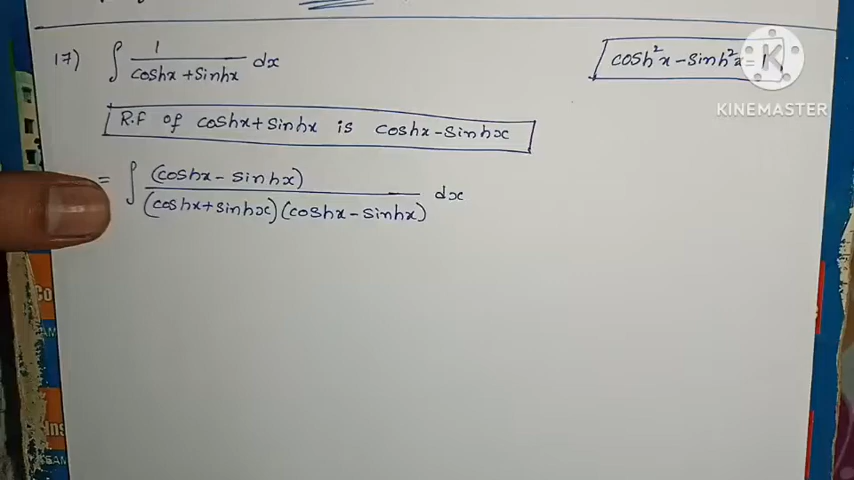 17) ∫ 1/(coshx + sinhx) dx
cosh²x - sinh²x = 1
KINEMASTER
R.F of coshx + sinhx is coshx - sinhx
= ∫ (coshx - sinhx)/((coshx + sinhx)(coshx - sinhx)) dx